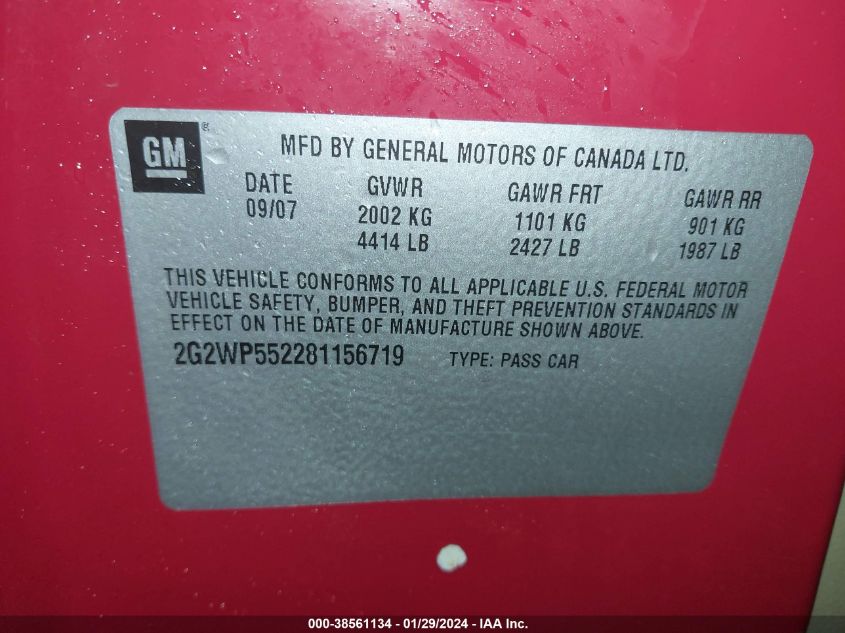 GM ®
MFD BY GENERAL MOTORS OF CANADA LTD.
DATE GVWR GAWR FRT GAWR RR
09/07 2002 KG 1101 KG 901 KG
4414 LB 2427 LB 1987 LB
THIS VEHICLE CONFORMS TO ALL APPLICABLE U.S. FEDERAL MOTOR
VEHICLE SAFETY, BUMPER, AND THEFT PREVENTION STANDARDS IN
EFFECT ON THE DATE OF MANUFACTURE SHOWN ABOVE.
2G2WP552281156719 TYPE: PASS CAR
000-38561134 - 01/29/2024 - IAA Inc.